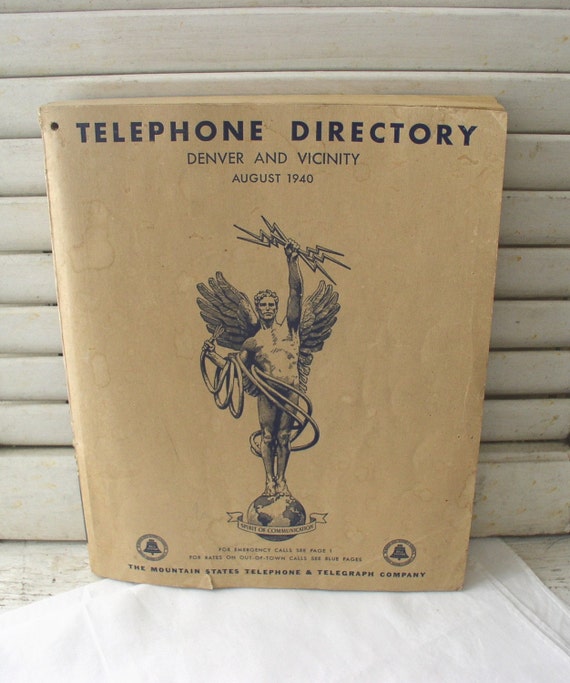 TELEPHONE DIRECTORY
DENVER AND VICINITY
AUGUST 1940
SPIRIT OF COMMUNICATION
FOR EMERGENCY CALLS SEE PAGE 1
FOR RATES ON OUT-OF-TOWN CALLS SEE BLUE PAGES
THE MOUNTAIN STATES TELEPHONE & TELEGRAPH COMPANY